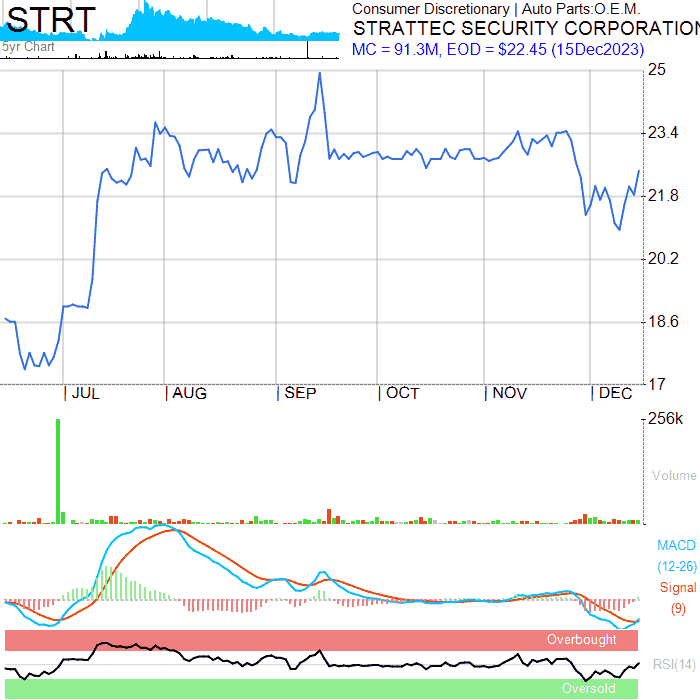 STRT
5yr Chart
Consumer Discretionary | Auto Parts:O.E.M.
STRATTEC SECURITY CORPORATION
MC = 91.3M, EOD = $22.45 (15Dec2023)
25
23.4
21.8
20.2
18.6
17
JUL AUG SEP OCT NOV DEC
256k
Volume
MACD
(12-26)
Signal
(9)
Overbought
RSI(14)
Oversold